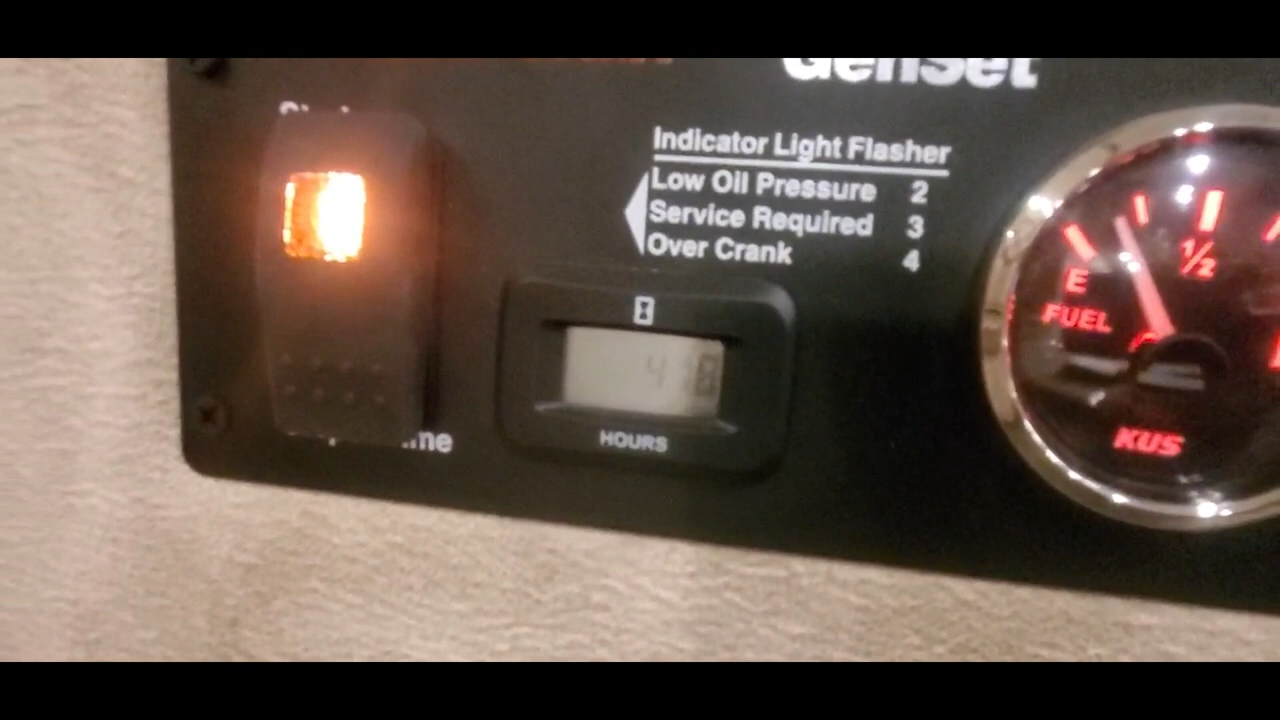 GenSet
Indicator Light Flasher
Low Oil Pressure 2
Service Required 3
Over Crank 4
HOURS
½
E
FUEL
KUS